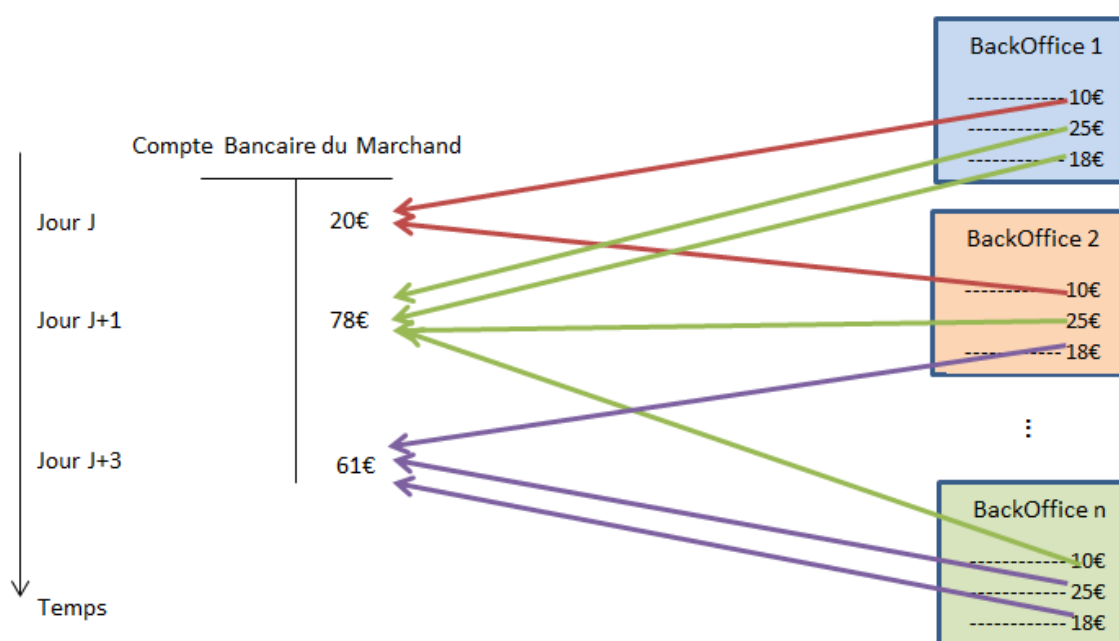 Compte Bancaire du Marchand
Jour J
20€
Jour J+1
78€
Jour J+3
61€
Temps
BackOffice 1
------------- 10€
------------- 25€
------------- 18€
BackOffice 2
------------- 10€
------------- 25€
------------- 18€
...
BackOffice n
------------- 10€
------------- 25€
------------- 18€